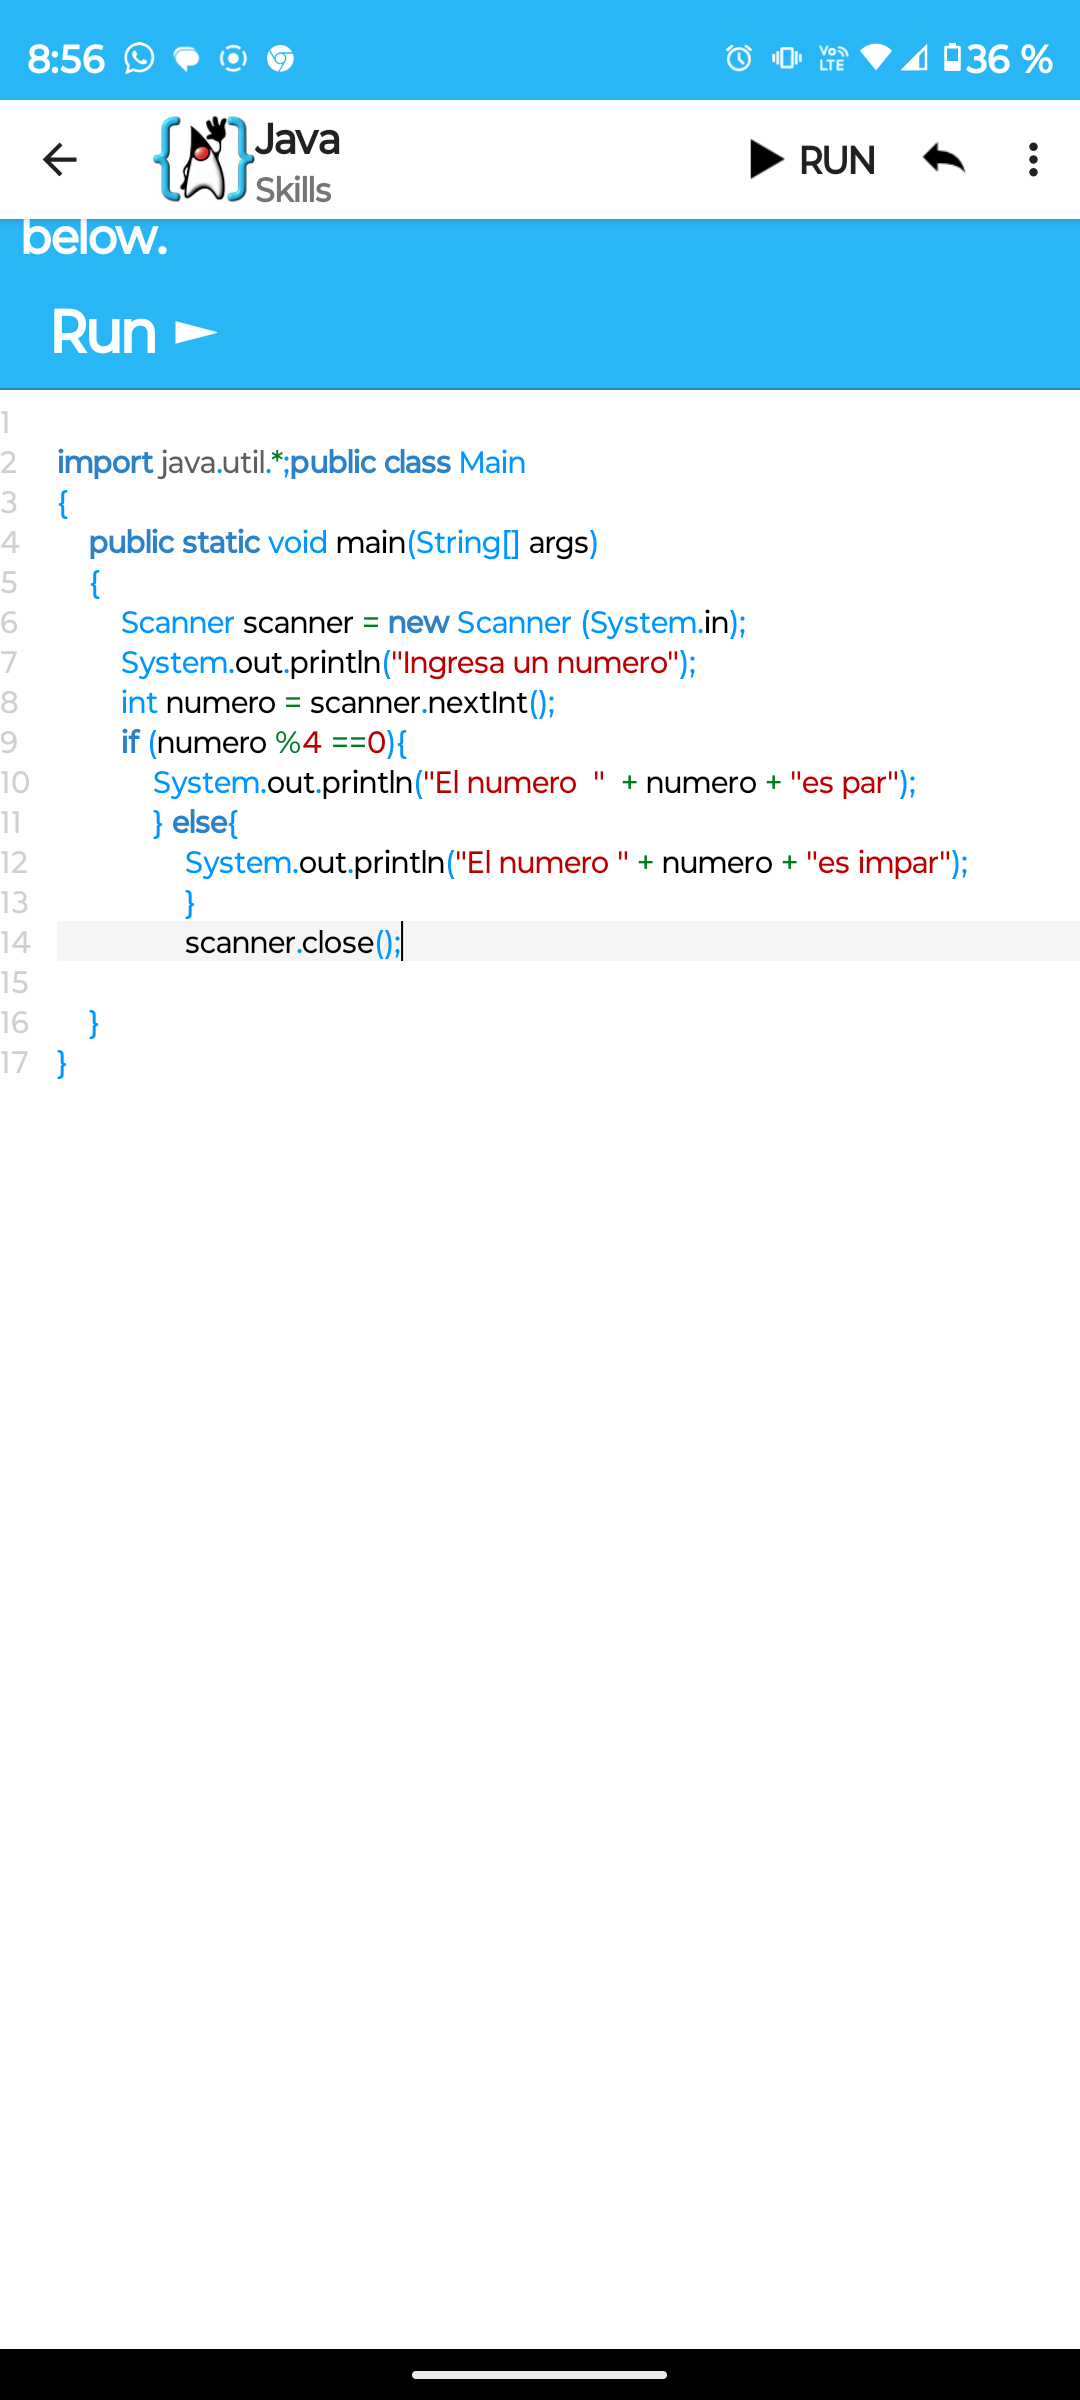 8:56 Vo LTE 36 %
Java
Skills
RUN
below.
Run
1
2 import java.util.*;public class Main
3 {
4     public static void main(String[] args)
5     {
6         Scanner scanner = new Scanner (System.in);
7         System.out.println("Ingresa un numero");
8         int numero = scanner.nextInt();
9         if (numero %4 ==0){
10             System.out.println("El numero  "  + numero + "es par");
11             } else{
12                 System.out.println("El numero " + numero + "es impar");
13                 }
14                 scanner.close();
15
16     }
17 }